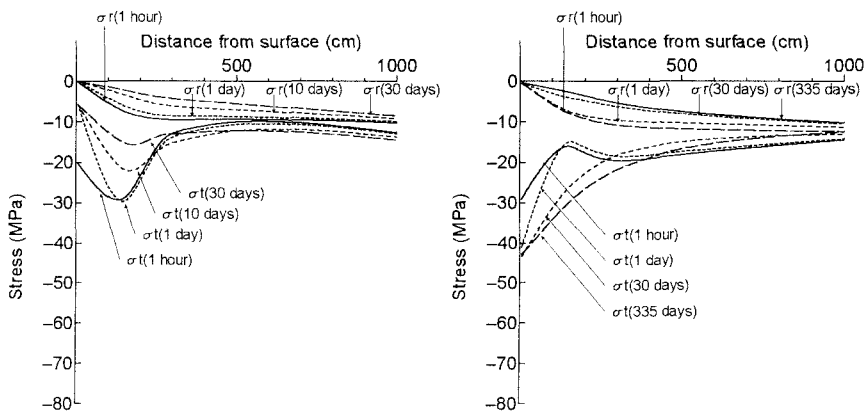 σr(1 hour)
Distance from surface (cm)
500
1000
0
−10
−20
−30
−40
−50
−60
−70
−80
Stress (MPa)
σr(1 day)
σr(10 days)
σr(30 days)
σt(30 days)
σt(10 days)
σt(1 day)
σt(1 hour)
σr(1 hour)
Distance from surface (cm)
500
1000
0
−10
−20
−30
−40
−50
−60
−70
−80
Stress (MPa)
σr(1 day)
σr(30 days)
σr(335 days)
σt(1 hour)
σt(1 day)
σt(30 days)
σt(335 days)